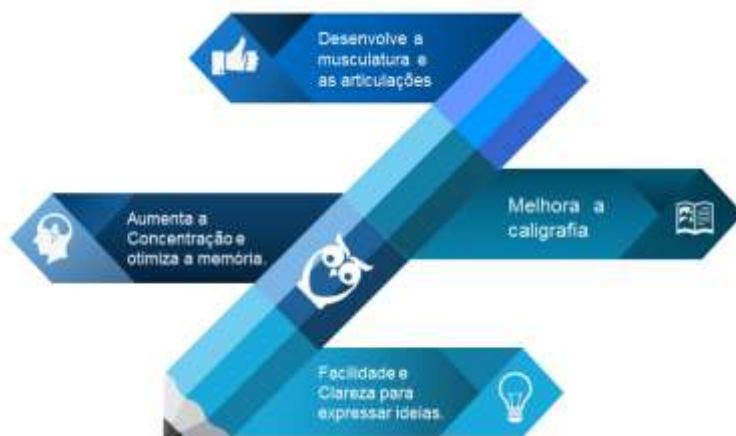 Desenvolve a
musculatura e
as articulações
Aumenta a
Concentração e
otimiza a memória.
Melhora a
caligrafia
Facilidade e
Clareza para
expressar ideias.